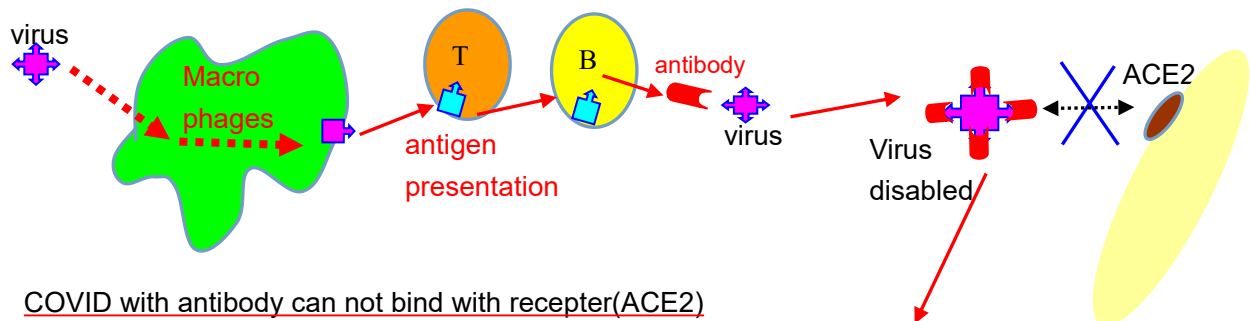 virus
Macro
phages
T
B
antigen
presentation
antibody
virus
Virus
disabled
ACE2
COVID with antibody can not bind with recepter(ACE2)